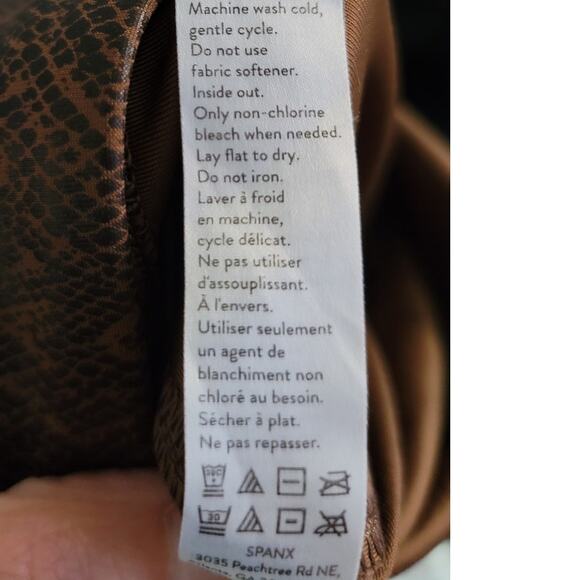 Machine wash cold,
gentle cycle.
Do not use
fabric softener.
Inside out.
Only non-chlorine
bleach when needed.
Lay flat to dry.
Do not iron.
Laver à froid
en machine,
cycle délicat.
Ne pas utiliser
d'assouplissant.
À l'envers.
Utiliser seulement
un agent de
blanchiment non
chloré au besoin.
Sécher à plat.
Ne pas repasser.
30
SPANX
3035 Peachtree Rd NE,
GA